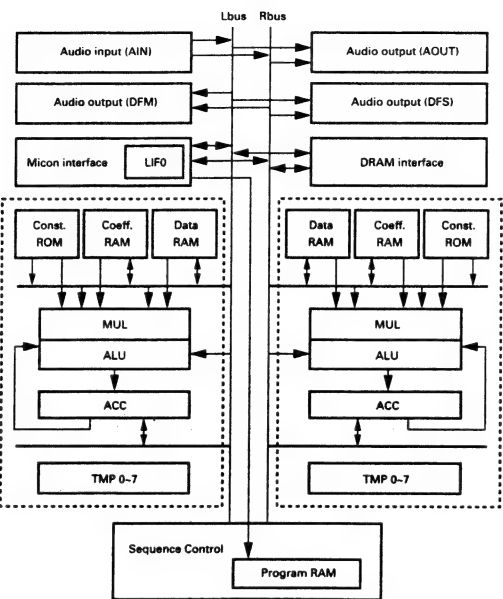 Lbus Rbus
Audio input (AIN)
Audio output (AOUT)
Audio output (DFM)
Audio output (DFS)
Micon interface
LIF0
DRAM interface
Const. ROM
Coeff. RAM
Data RAM
Data RAM
Coeff. RAM
Const. ROM
MUL
ALU
ACC
TMP 0~7
MUL
ALU
ACC
TMP 0~7
Sequence Control
Program RAM